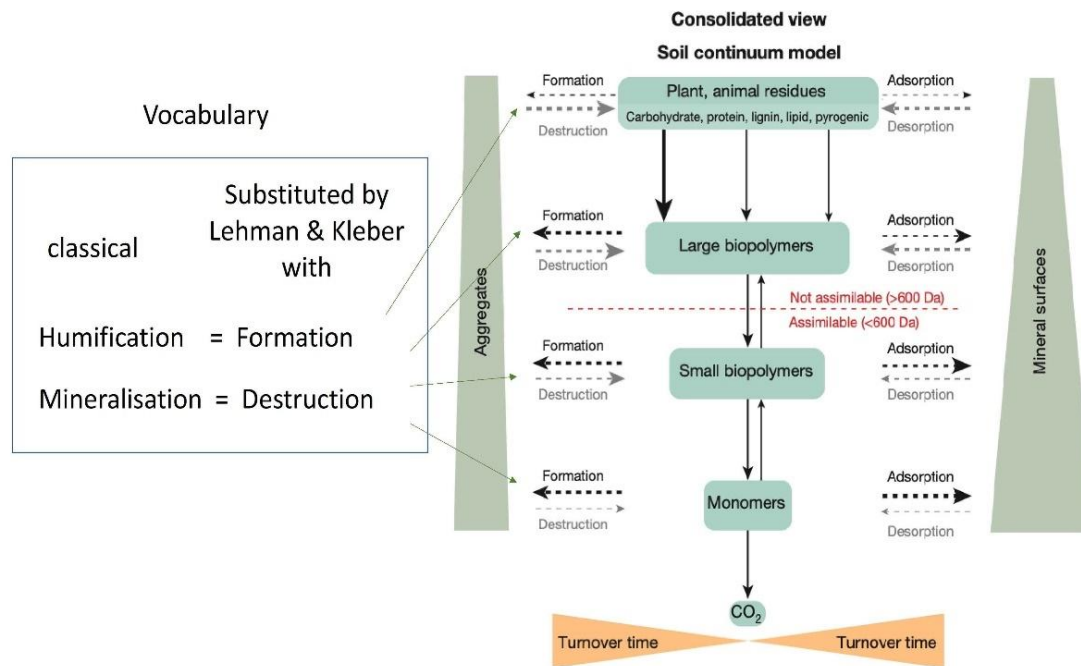 Consolidated view
Soil continuum model
Vocabulary
classical
Substituted by
Lehman & Kleber
with
Humification = Formation
Mineralisation = Destruction
Aggregates
Formation
Destruction
Plant, animal residues
Carbohydrate, protein, lignin, lipid, pyrogenic
Adsorption
Desorption
Formation
Destruction
Large biopolymers
Adsorption
Desorption
Not assimilable (>600 Da)
Assimilable (<600 Da)
Formation
Destruction
Small biopolymers
Adsorption
Desorption
Formation
Destruction
Monomers
Adsorption
Desorption
Mineral surfaces
CO2
Turnover time
Turnover time